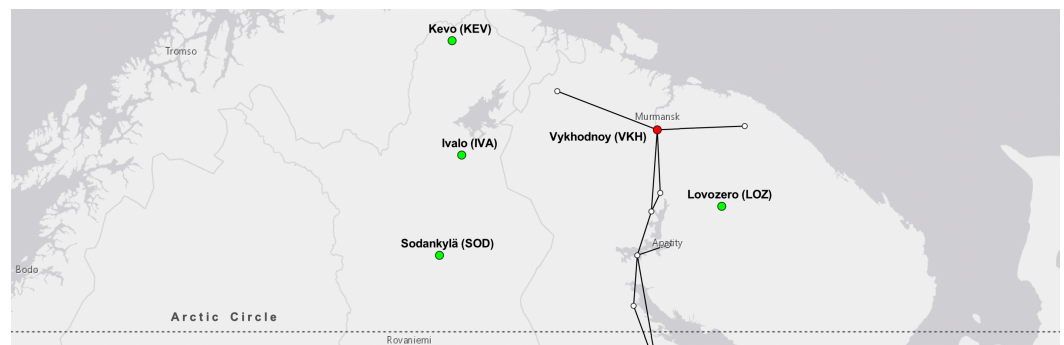 Kevo (KEV)
Tromso
Murmansk
Vykhodnoy (VKH)
Ivalo (IVA)
Lovozero (LOZ)
Sodankylä (SOD)
Apatity
Bodo
Arctic Circle
Rovaniemi